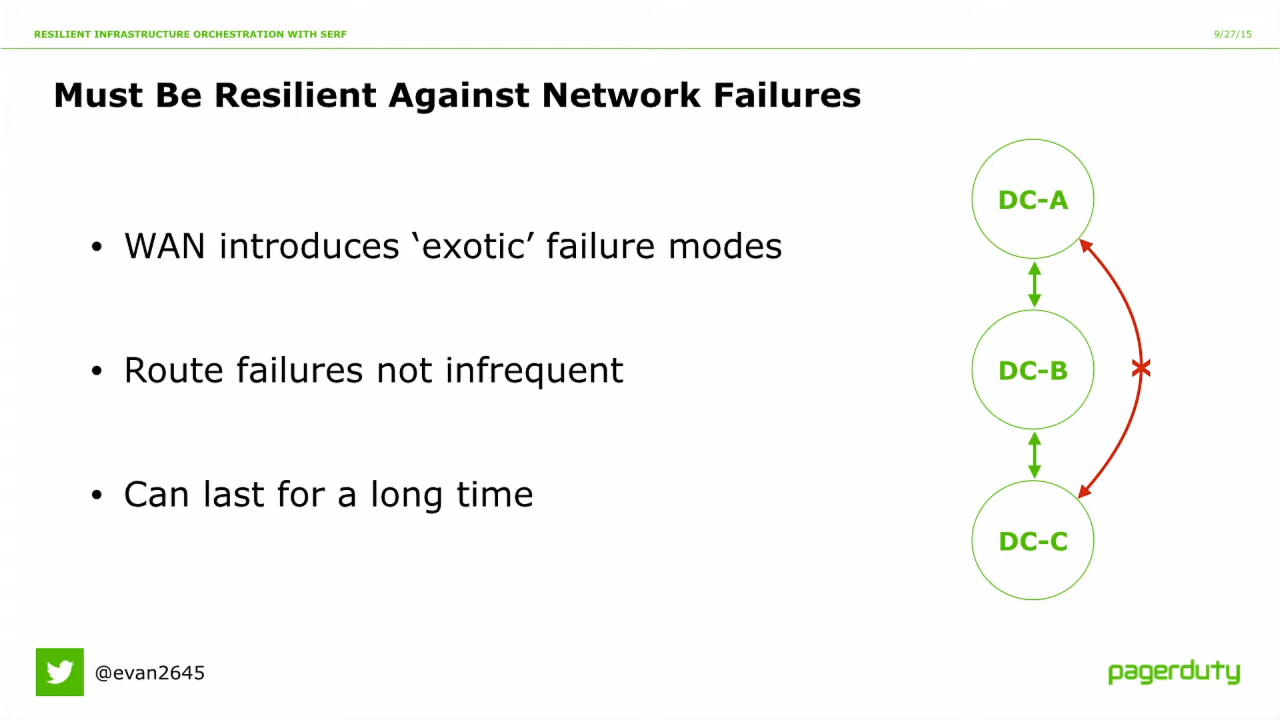 RESILIENT INFRASTRUCTURE ORCHESTRATION WITH SERF
9/27/15
Must Be Resilient Against Network Failures
• WAN introduces ‘exotic’ failure modes
• Route failures not infrequent
• Can last for a long time
DC-A
DC-B
DC-C
@evan2645
pagerduty